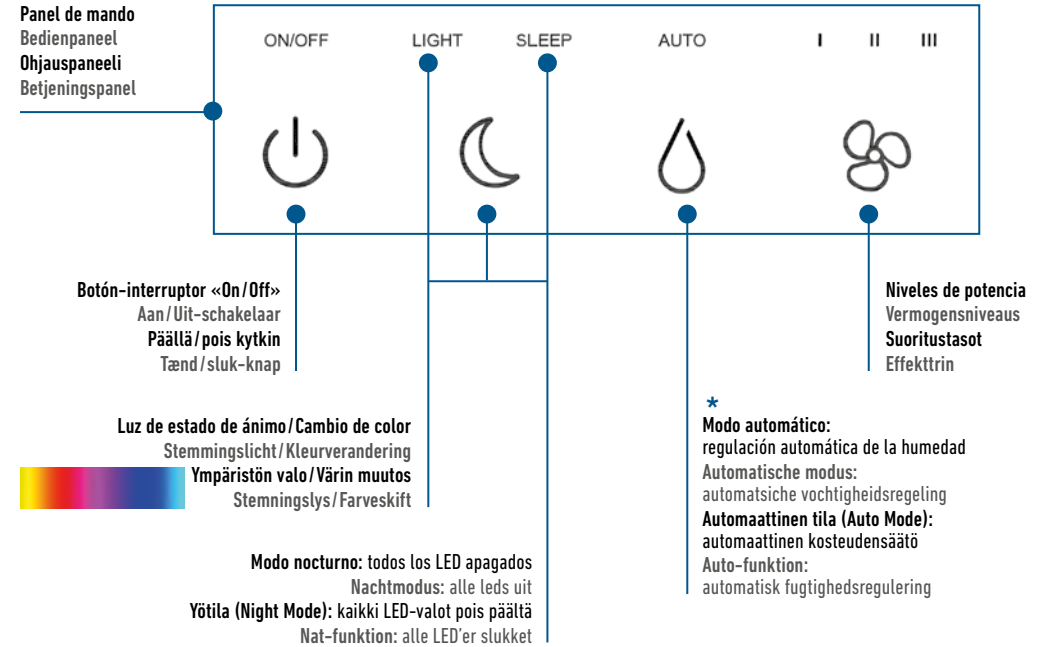 Panel de mando
Bedienpaneel
Ohjauspaneeli
Betjeningspanel
ON/OFF LIGHT SLEEP AUTO I II III
Botón-interruptor «On/Off»
Aan/Uit-schakelaar
Päällä/pois kytkin
Tænd/sluk-knap
Niveles de potencia
Vermogensniveaus
Suoritustasot
Effekttrin
Luz de estado de ánimo/Cambio de color
Stemmingslicht/Kleurverandering
Ympäristön valo/Värin muutos
Stemningslys/Farveskift
*
Modo automático:
regulación automática de la humedad
Automatische modus:
automatsiche vochtigheidsregeling
Automaattinen tila (Auto Mode):
automaattinen kosteudensäätö
Auto-funktion:
automatisk fugtighedsregulering
Modo nocturno: todos los LED apagados
Nachtmodus: alle leds uit
Yötila (Night Mode): kaikki LED-valot pois päältä
Nat-funktion: alle LED'er slukket